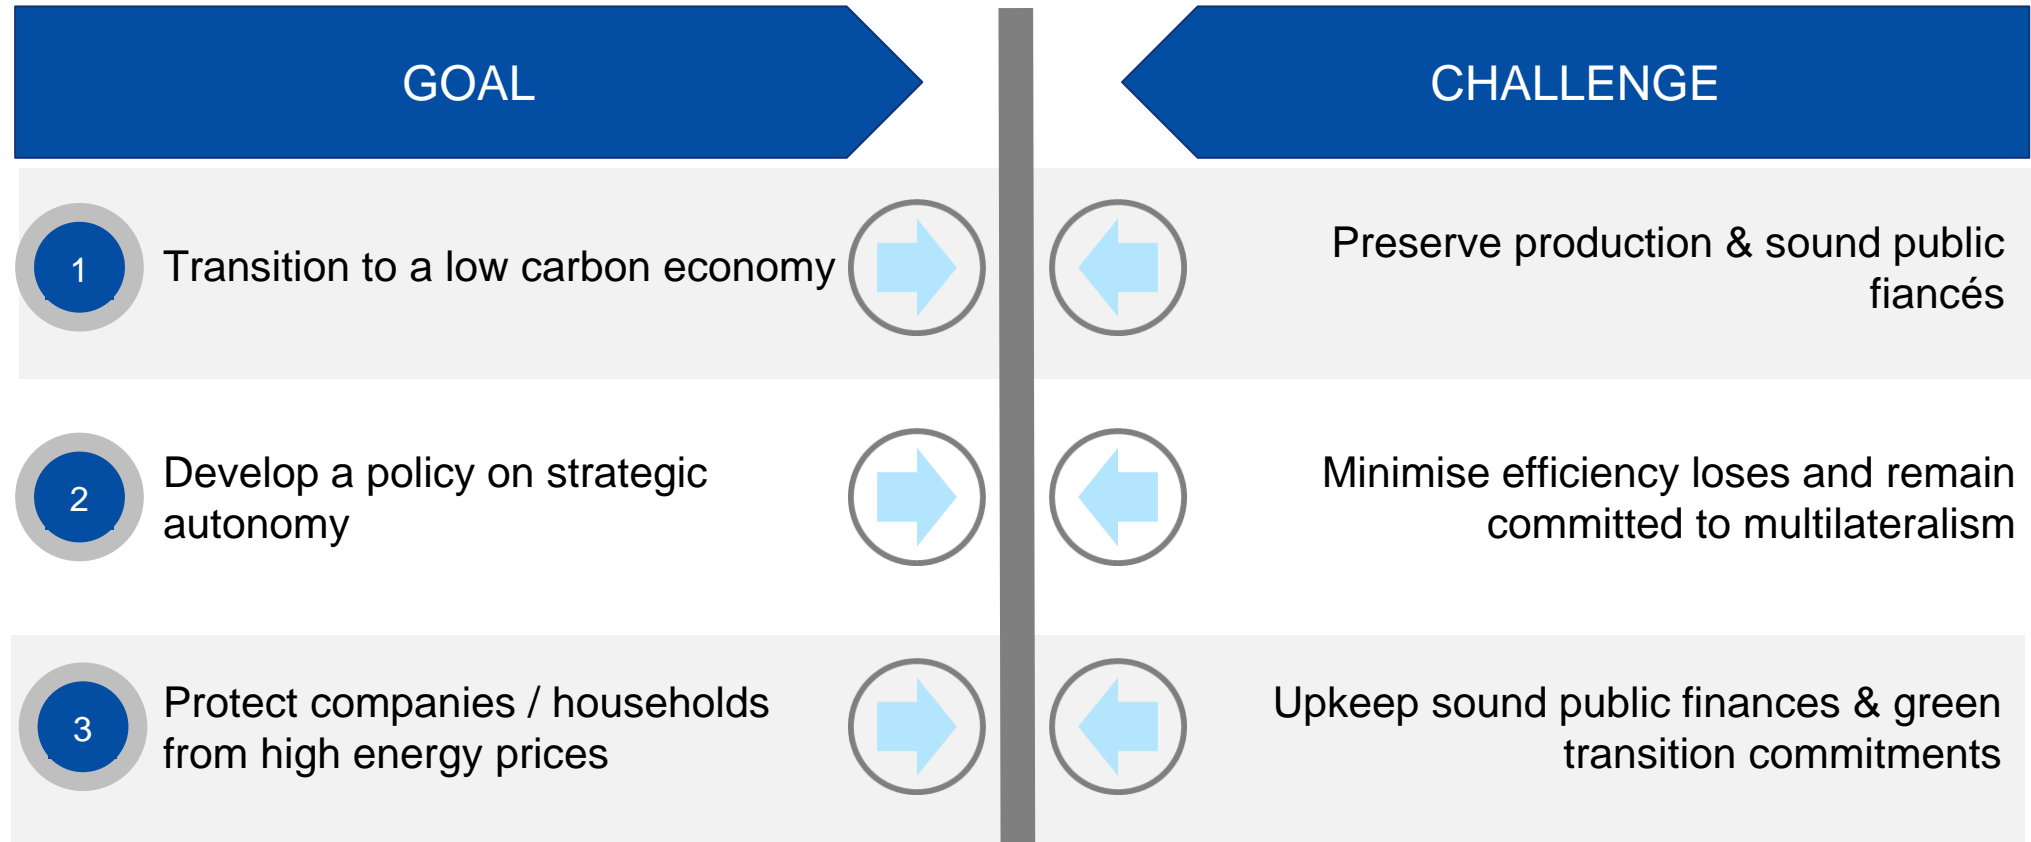 GOAL
CHALLENGE
1
Transition to a low carbon economy
Preserve production & sound public
fiancés
2
Develop a policy on strategic
autonomy
Minimise efficiency loses and remain
committed to multilateralism
3
Protect companies / households
from high energy prices
Upkeep sound public finances & green
transition commitments